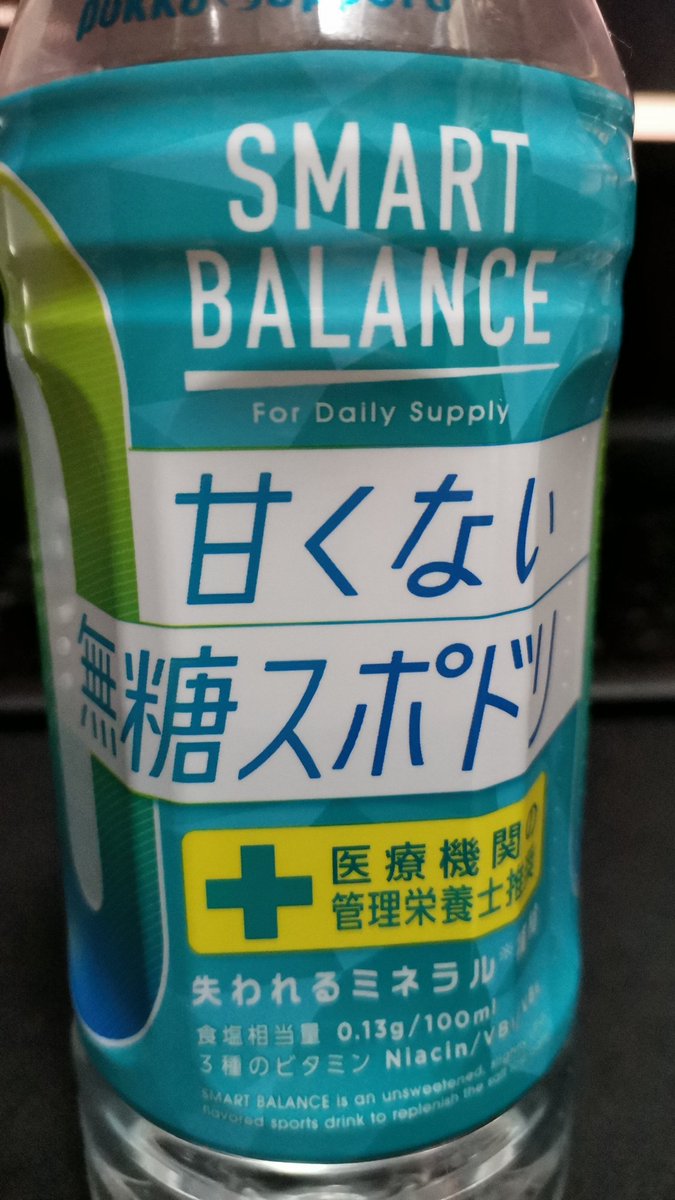 SMART
BALANCE
For Daily Supply
甘くない
無糖スポドリ
医療機関の
管理栄養士推奨
失われるミネラル※
食塩相当量 0.13g/100ml
3種のビタミン Niacin/VB1/
SMART BALANCE is an unsweetened,
flavored sports drink to replenish the salt